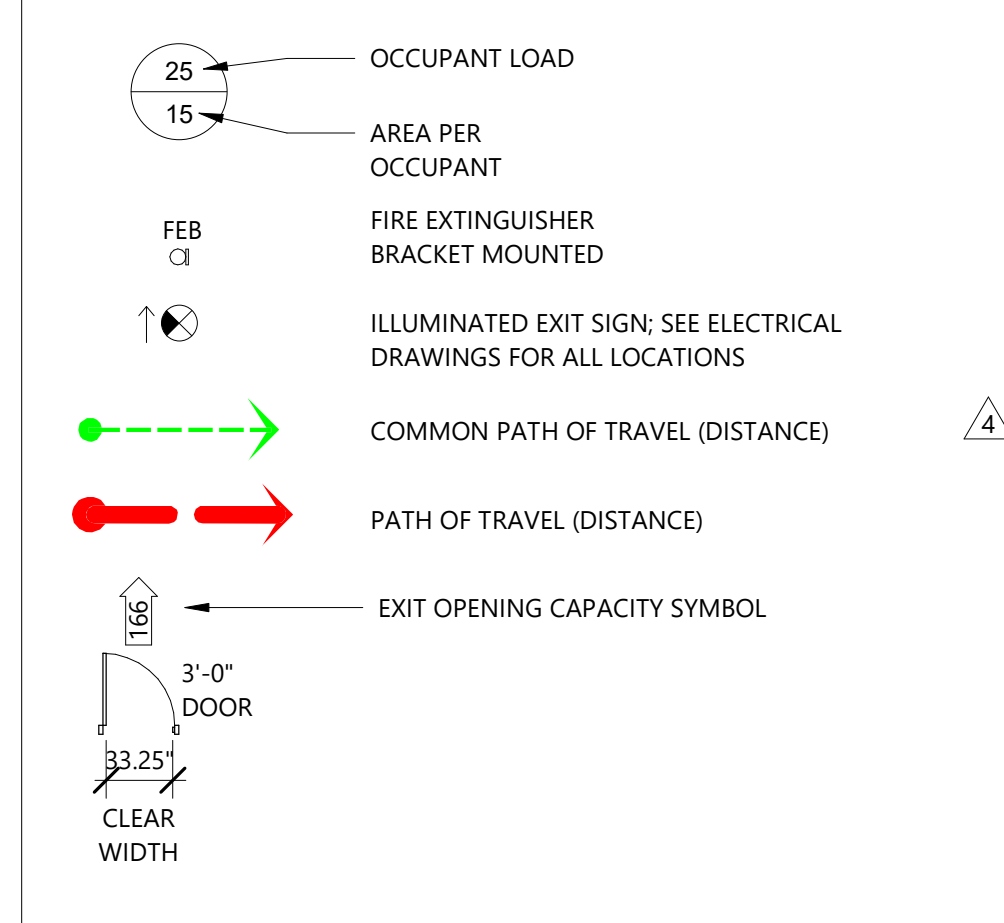 25
OCCUPANT LOAD
15
AREA PER
OCCUPANT
FEB
FIRE EXTINGUISHER
BRACKET MOUNTED
ILLUMINATED EXIT SIGN; SEE ELECTRICAL
DRAWINGS FOR ALL LOCATIONS
COMMON PATH OF TRAVEL (DISTANCE)
4
PATH OF TRAVEL (DISTANCE)
166
EXIT OPENING CAPACITY SYMBOL
3'-0"
DOOR
33.25"
CLEAR
WIDTH